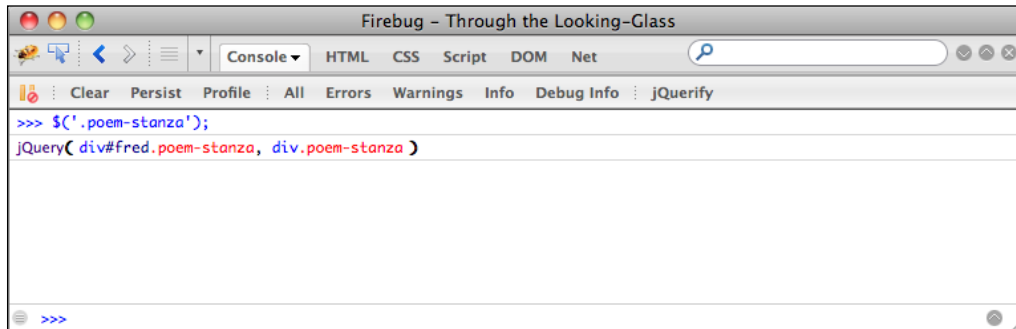 Firebug - Through the Looking-Glass
Console HTML CSS Script DOM Net
Clear Persist Profile All Errors Warnings Info Debug Info jQuerify
>>> $('.poem-stanza');
jQuery( div#fred.poem-stanza, div.poem-stanza )
>>>